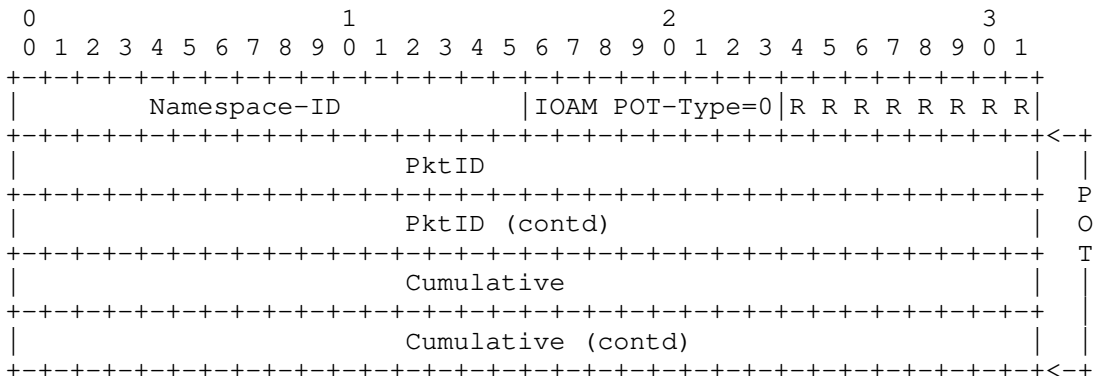 0                   1                   2                   3
 0 1 2 3 4 5 6 7 8 9 0 1 2 3 4 5 6 7 8 9 0 1 2 3 4 5 6 7 8 9 0 1
+-+-+-+-+-+-+-+-+-+-+-+-+-+-+-+-+-+-+-+-+-+-+-+-+-+-+-+-+-+-+-+-+
|        Namespace-ID           |IOAM POT-Type=0|R R R R R R R R|
+-+-+-+-+-+-+-+-+-+-+-+-+-+-+-+-+-+-+-+-+-+-+-+-+-+-+-+-+-+-+-+-+<-+
|                        PktID                                  |  |
+-+-+-+-+-+-+-+-+-+-+-+-+-+-+-+-+-+-+-+-+-+-+-+-+-+-+-+-+-+-+-+-+  P
|                        PktID (contd)                          |  O
+-+-+-+-+-+-+-+-+-+-+-+-+-+-+-+-+-+-+-+-+-+-+-+-+-+-+-+-+-+-+-+-+  T
|                        Cumulative                             |  |
+-+-+-+-+-+-+-+-+-+-+-+-+-+-+-+-+-+-+-+-+-+-+-+-+-+-+-+-+-+-+-+-+  |
|                        Cumulative (contd)                     |  |
+-+-+-+-+-+-+-+-+-+-+-+-+-+-+-+-+-+-+-+-+-+-+-+-+-+-+-+-+-+-+-+-+<-+